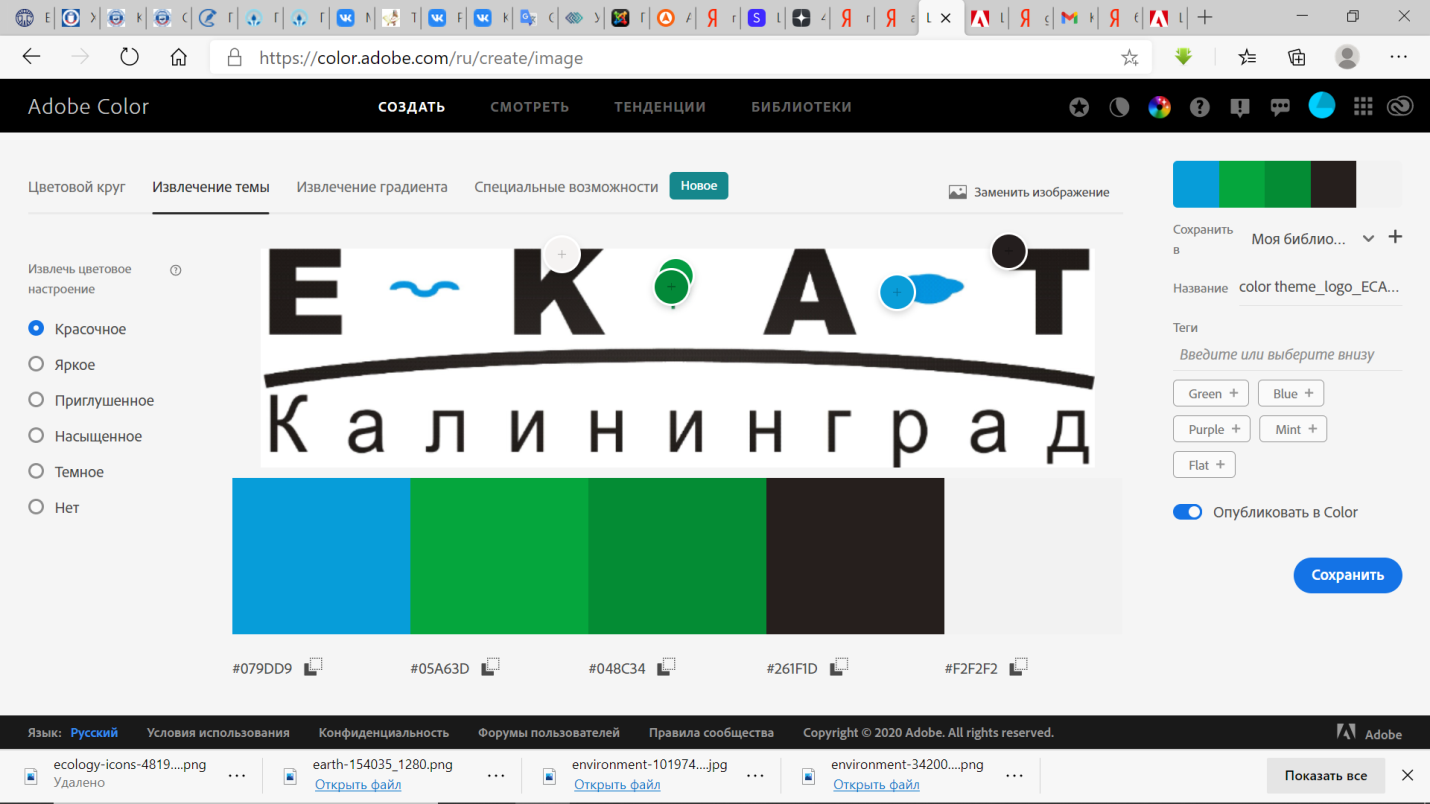 https://color.adobe.com/ru/create/image
Adobe Color
СОЗДАТЬ
СМОТРЕТЬ
ТЕНДЕНЦИИ
БИБЛИОТЕКИ
Цветовой круг
Извлечение темы
Извлечение градиента
Специальные возможности
Новое
Заменить изображение
Извлечь цветовое
настроение
Красочное
Яркое
Приглушенное
Насыщенное
Темное
Нет
Е К А Т
Калининград
#079DD9
#05A63D
#048C34
#261F1D
#F2F2F2
Сохранить
в
Моя библио...
Название
color theme_logo_ECA...
Теги
Введите или выберите внизу
Green +
Blue +
Purple +
Mint +
Flat +
Опубликовать в Color
Сохранить
Язык: Русский
Условия использования
Конфиденциальность
Форумы пользователей
Правила сообщества
Copyright © 2020 Adobe. All rights reserved.
Adobe
ecology-icons-4819....png
Удалено
earth-154035_1280.png
Открыть файл
environment-101974....jpg
Открыть файл
environment-34200....png
Открыть файл
Показать все